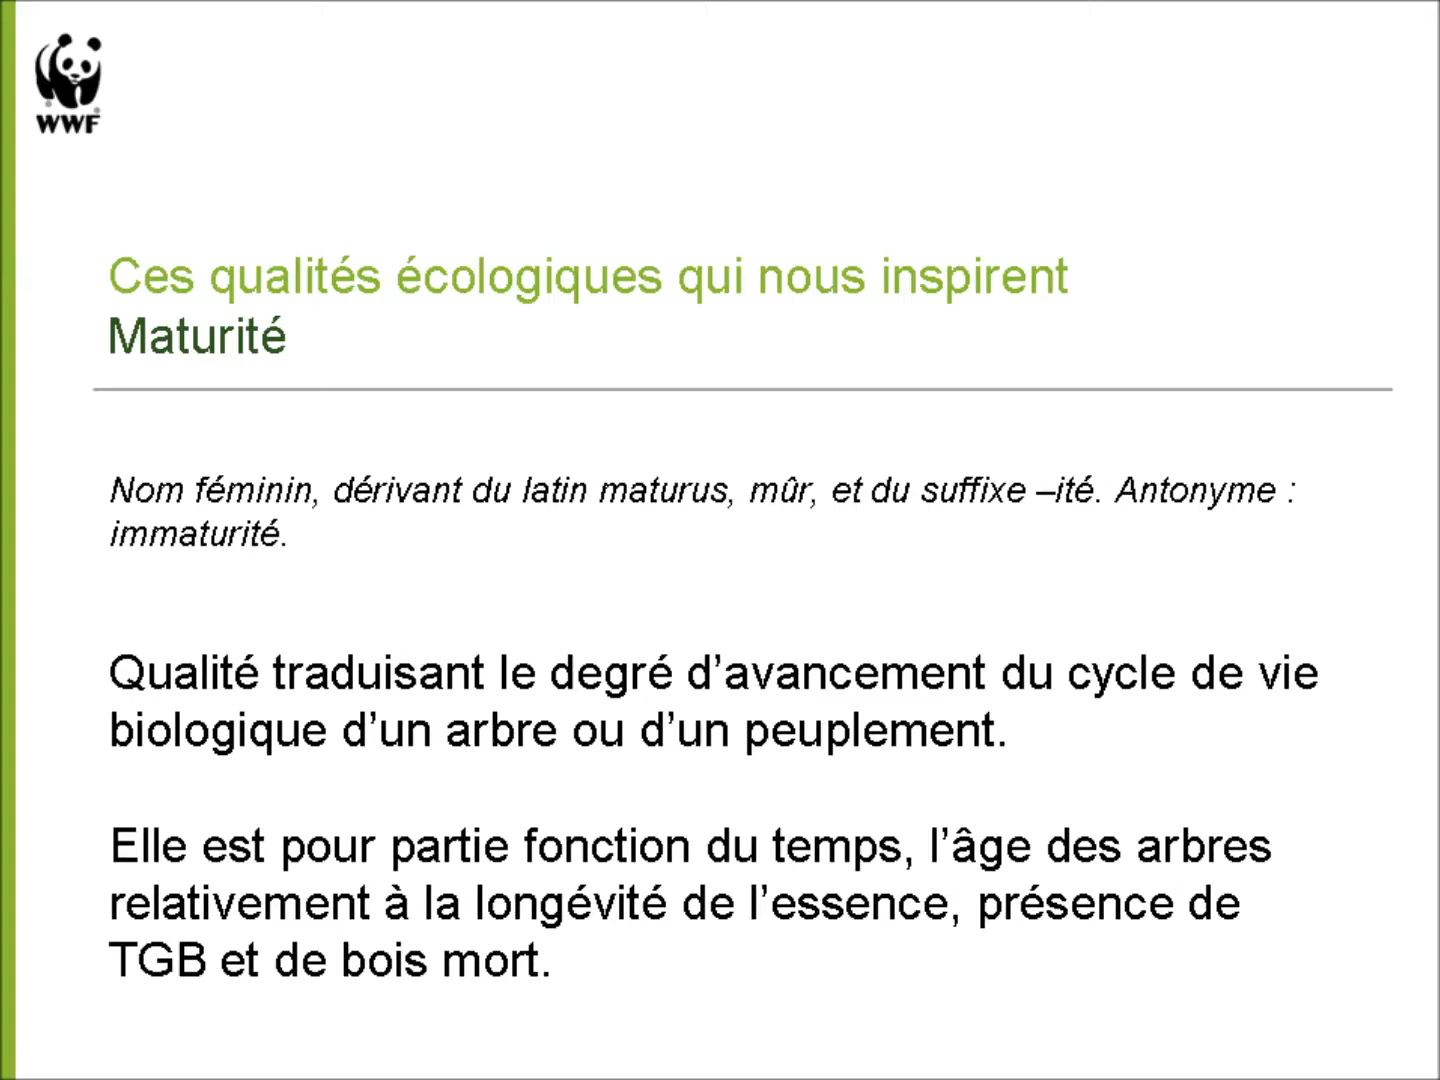 WWF
Ces qualités écologiques qui nous inspirent
Maturité
Nom féminin, dérivant du latin maturus, mûr, et du suffixe –ité. Antonyme :
immaturité.
Qualité traduisant le degré d’avancement du cycle de vie
biologique d’un arbre ou d’un peuplement.
Elle est pour partie fonction du temps, l’âge des arbres
relativement à la longévité de l’essence, présence de
TGB et de bois mort.